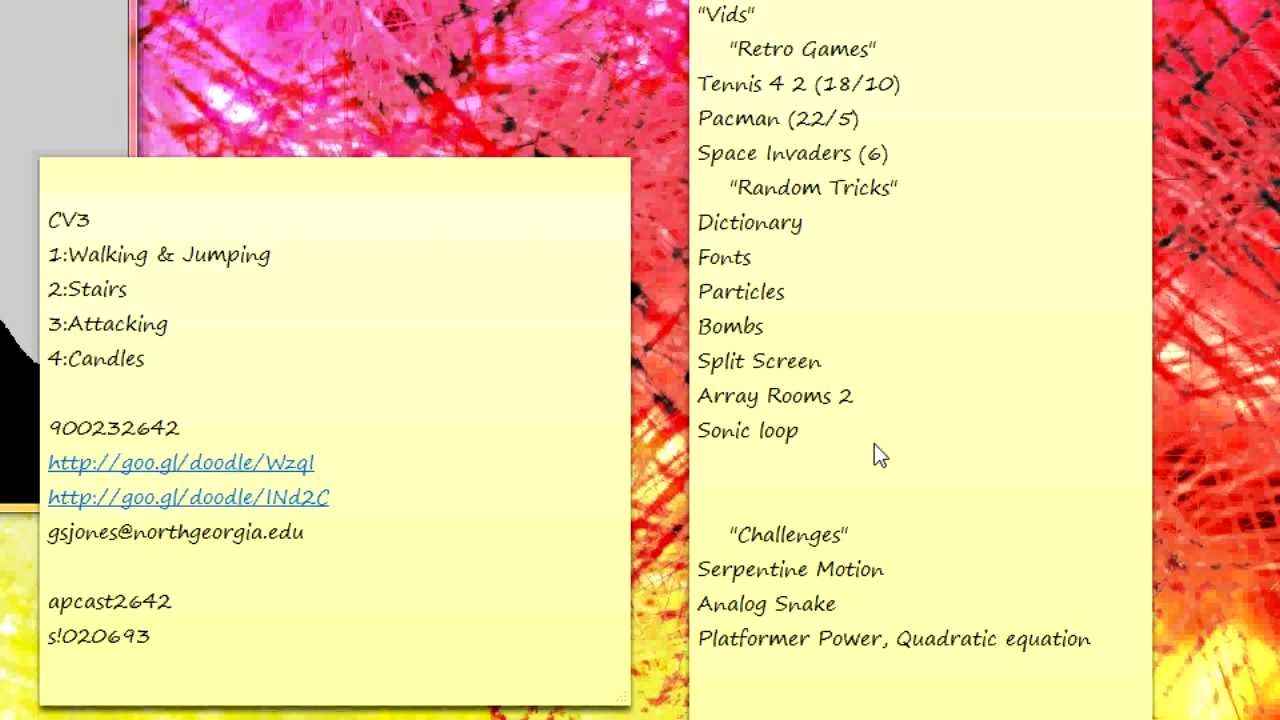 CV3
1:Walking & Jumping
2:Stairs
3:Attacking
4:Candles
900232642
http://goo.gl/doodle/Wzql
http://goo.gl/doodle/INd2C
gsjones@northgeorgia.edu
apcast2642
s!020693
"Vids"
"Retro Games"
Tennis 4 2 (18/10)
Pacman (22/5)
Space Invaders (6)
"Random Tricks"
Dictionary
Fonts
Particles
Bombs
Split Screen
Array Rooms 2
Sonic loop
"Challenges"
Serpentine Motion
Analog Snake
Platformer Power, Quadratic equation